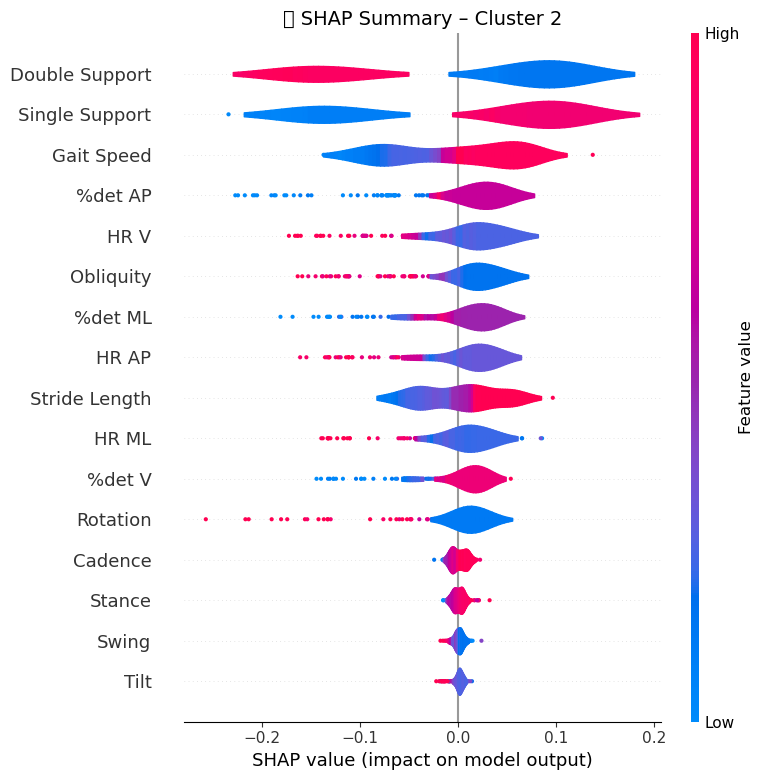 SHAP Summary – Cluster 2
High
Double Support
Single Support
Gait Speed
%det AP
HR V
Obliquity
%det ML
HR AP
Stride Length
HR ML
%det V
Rotation
Cadence
Stance
Swing
Tilt
Feature value
Low
−0.2 −0.1 0.0 0.1 0.2
SHAP value (impact on model output)